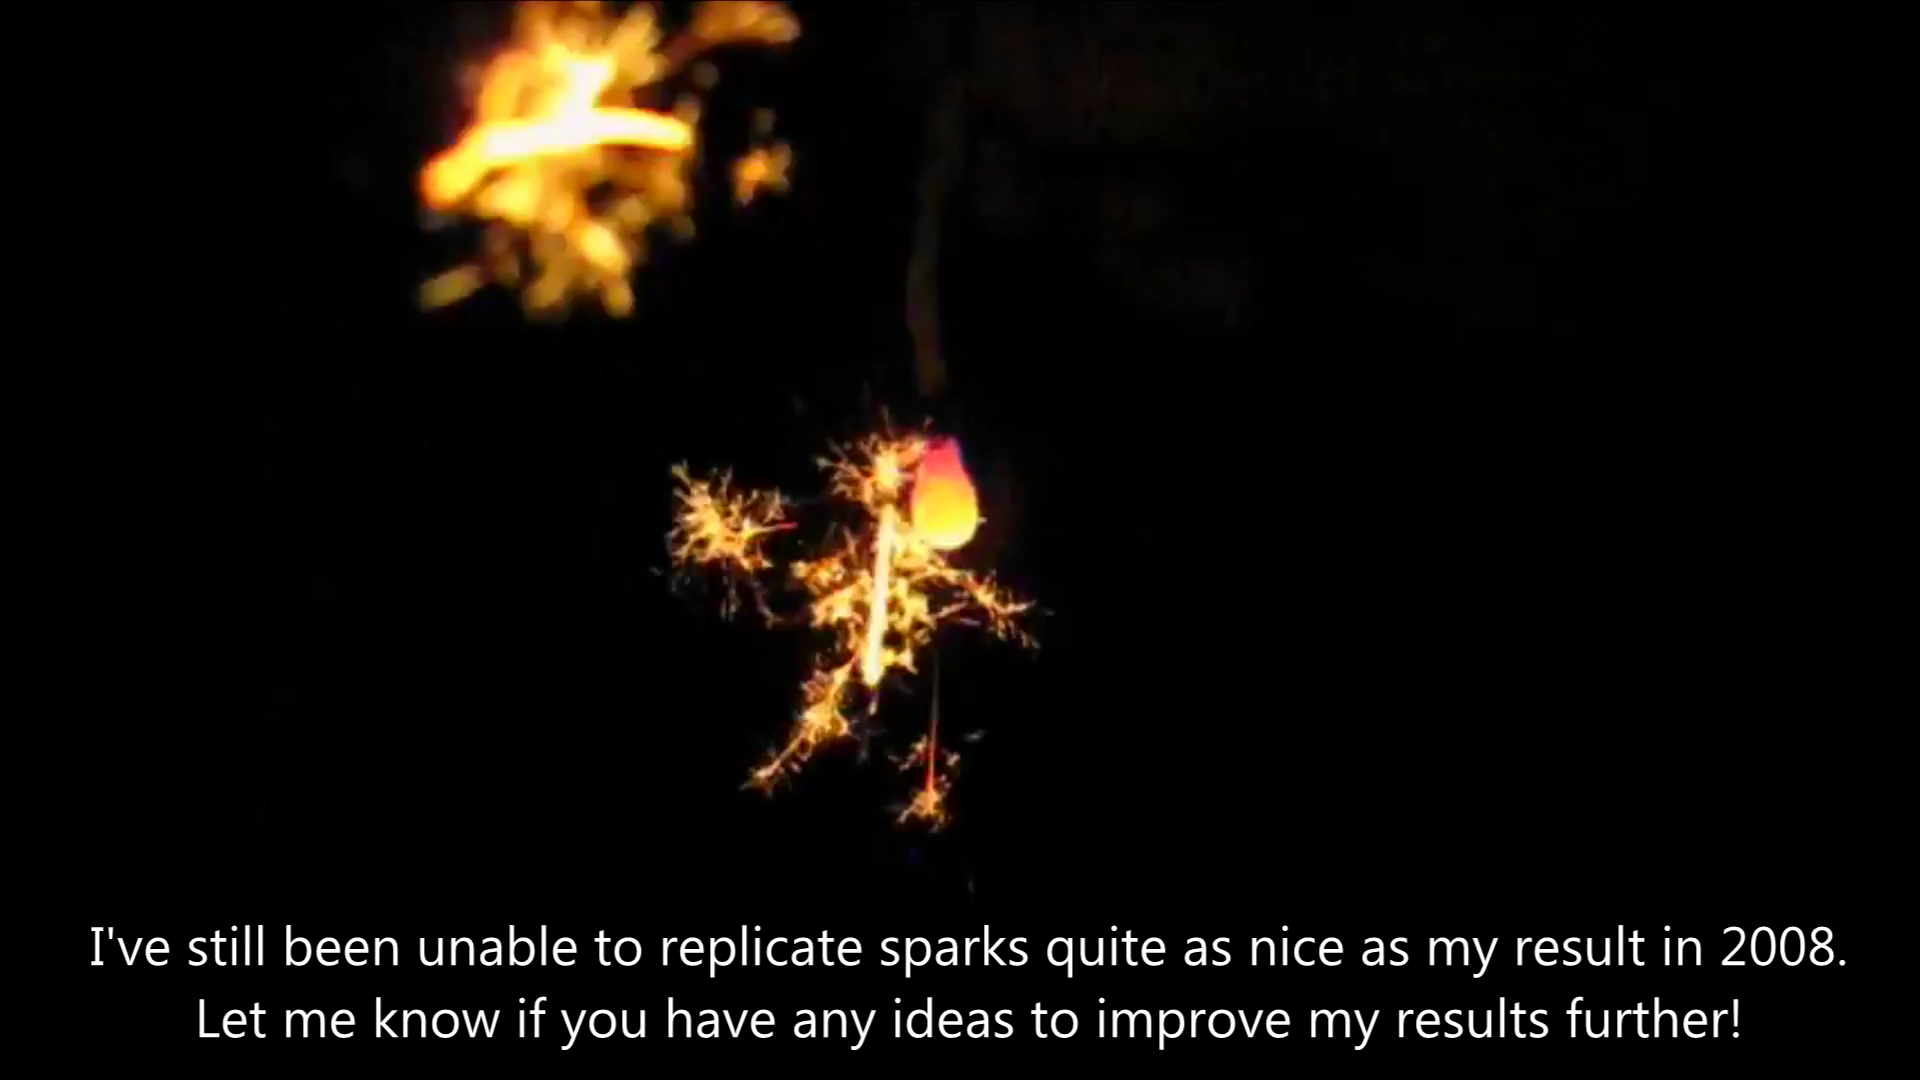 I've still been unable to replicate sparks quite as nice as my result in 2008.
Let me know if you have any ideas to improve my results further!